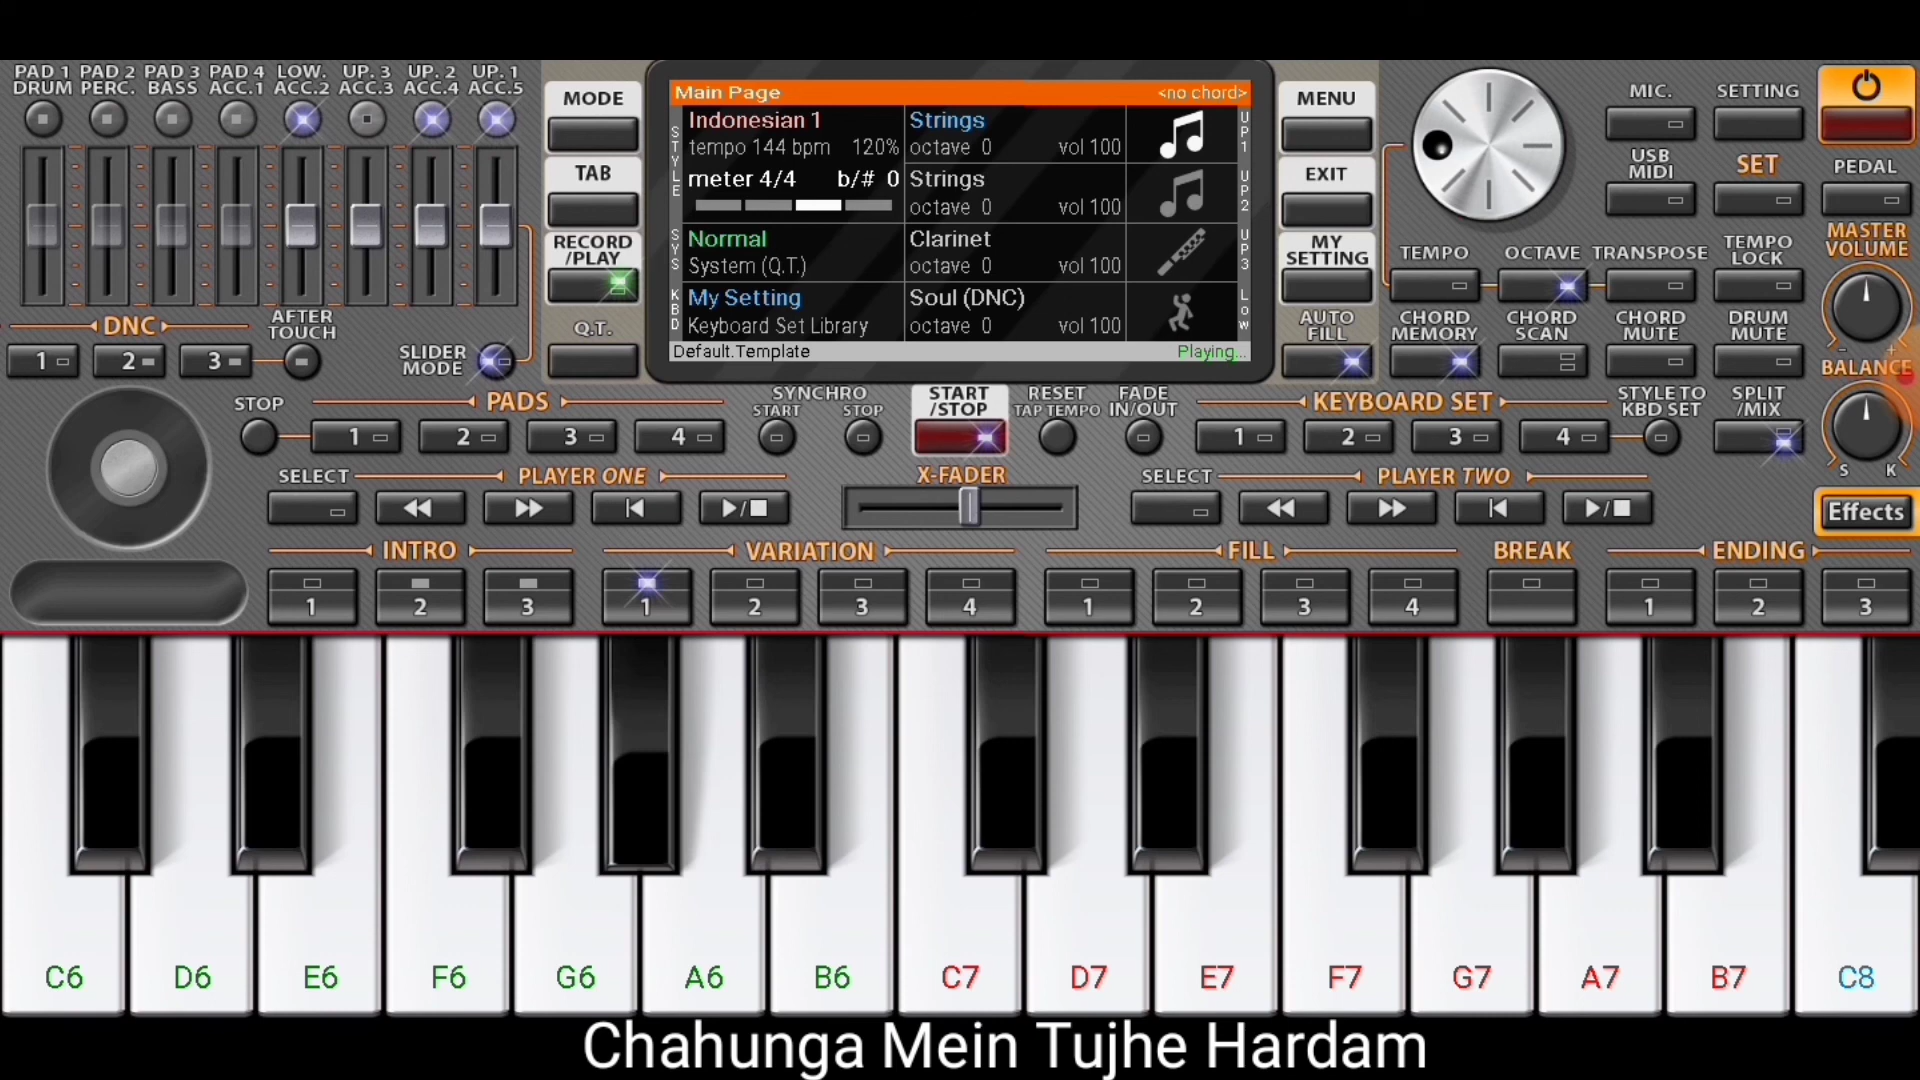 PAD 1 PAD 2 PAD 3 PAD 4 LOW. UP. 3 UP. 2 UP. 1
DRUM PERC. BASS ACC.1 ACC.2 ACC.3 ACC.4 ACC.5
MODE
TAB
RECORD
/PLAY
Q.T.
Main Page <no chord>
STYLE
Indonesian 1
tempo 144 bpm 120%
meter 4/4 b/# 0
SYS
Normal
System (Q.T.)
KBD
My Setting
Keyboard Set Library
Strings
octave 0 vol 100
UP1
Strings
octave 0 vol 100
UP2
Clarinet
octave 0 vol 100
UP3
Soul (DNC)
octave 0 vol 100
Low
Default.Template Playing...
MENU
EXIT
MY
SETTING
AUTO
FILL
MIC. SETTING
USB
MIDI
SET
PEDAL
MASTER
VOLUME
TEMPO OCTAVE TRANSPOSE TEMPO
LOCK
CHORD
MEMORY
CHORD
SCAN
CHORD
MUTE
DRUM
MUTE
- +
BALANCE
S K
DNC
1 2 3
AFTER
TOUCH
SLIDER
MODE
STOP PADS
1 2 3 4
SYNCHRO
START STOP
START
/STOP
RESET
TAP TEMPO
FADE
IN/OUT
KEYBOARD SET
1 2 3 4
STYLE TO
KBD SET
SPLIT
/MIX
SELECT PLAYER ONE
X-FADER
SELECT PLAYER TWO
Effects
INTRO VARIATION FILL BREAK ENDING
1 2 3 1 2 3 4 1 2 3 4 1 2 3
C6 D6 E6 F6 G6 A6 B6 C7 D7 E7 F7 G7 A7 B7 C8
Chahunga Mein Tujhe Hardam